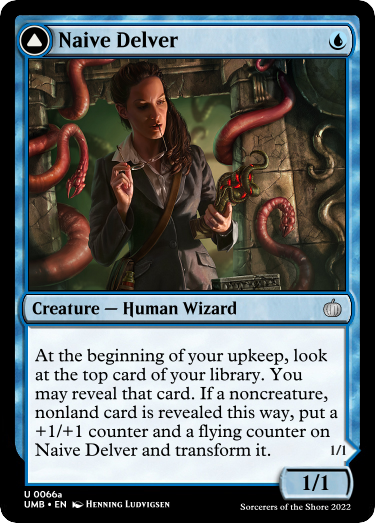 Naive Delver
Creature — Human Wizard
At the beginning of your upkeep, look
at the top card of your library. You
may reveal that card. If a noncreature,
nonland card is revealed this way, put a
+1/+1 counter and a flying counter on
Naive Delver and transform it.
1/1
1/1
U 0066a
UMB • EN Henning Ludvigsen
Sorcerers of the Shore 2022